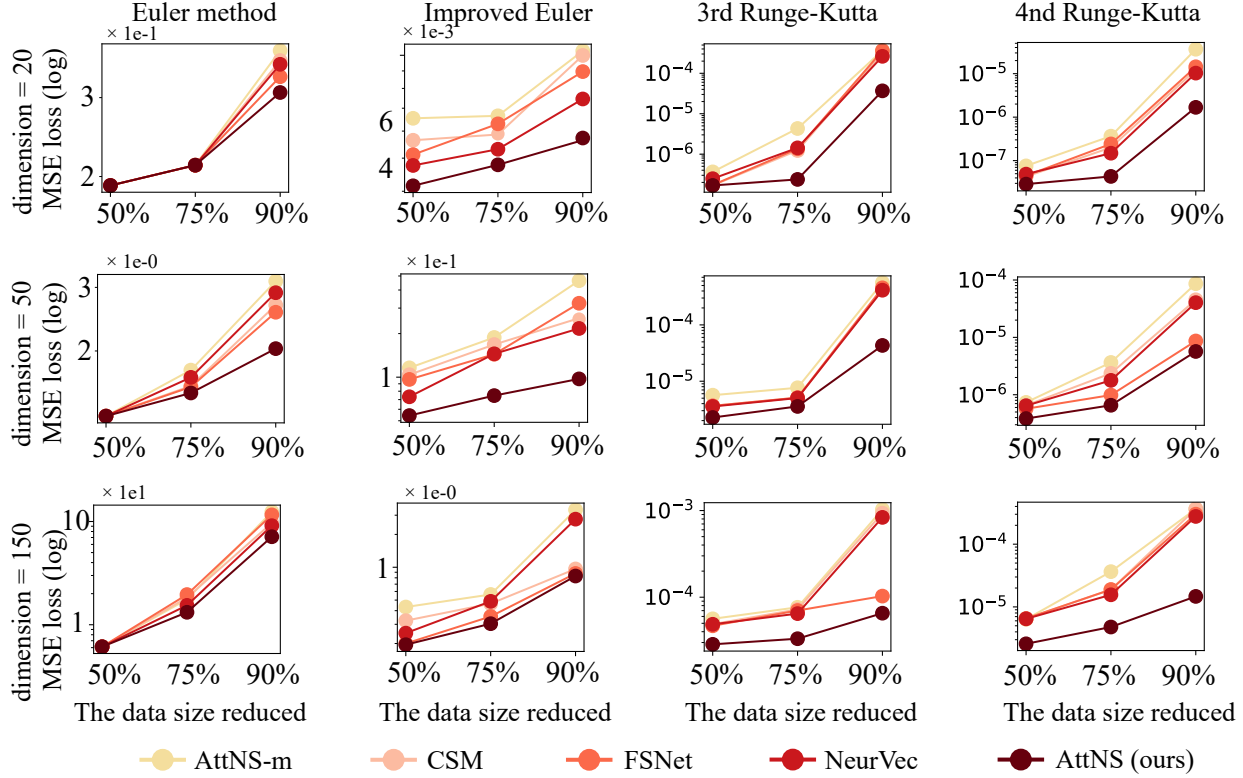 Euler method
Improved Euler
3rd Runge-Kutta
4nd Runge-Kutta
dimension = 20
MSE loss (log)
× 1e-1
3
2
50% 75% 90%
× 1e-3
6
4
50% 75% 90%
10⁻⁴
10⁻⁵
10⁻⁶
50% 75% 90%
10⁻⁵
10⁻⁶
10⁻⁷
50% 75% 90%
dimension = 50
MSE loss (log)
× 1e-0
3
2
50% 75% 90%
× 1e-1
1
50% 75% 90%
10⁻⁴
10⁻⁵
50% 75% 90%
10⁻⁴
10⁻⁵
10⁻⁶
50% 75% 90%
dimension = 150
MSE loss (log)
× 1e1
10
1
50% 75% 90%
The data size reduced
× 1e-0
1
50% 75% 90%
The data size reduced
10⁻³
10⁻⁴
50% 75% 90%
The data size reduced
10⁻⁴
10⁻⁵
50% 75% 90%
The data size reduced
AttNS-m CSM FSNet NeurVec AttNS (ours)